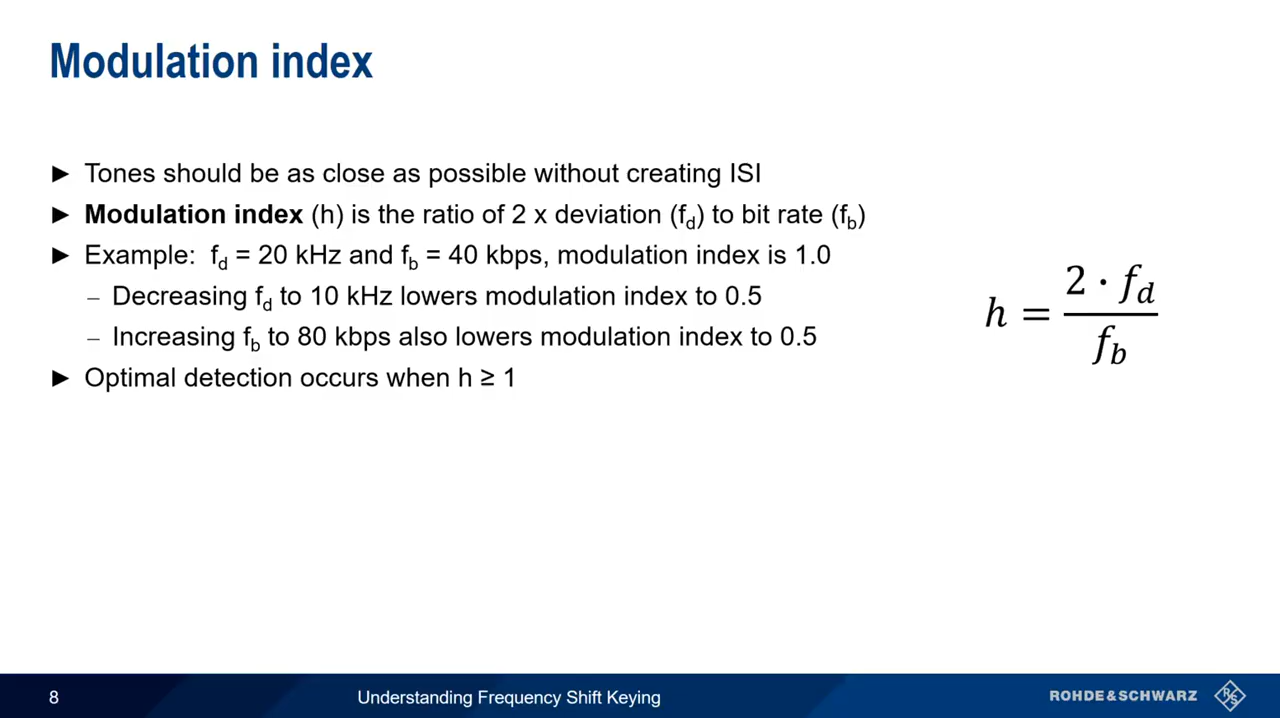 Modulation index
► Tones should be as close as possible without creating ISI
► Modulation index (h) is the ratio of 2 x deviation (fd) to bit rate (fb)
► Example: fd = 20 kHz and fb = 40 kbps, modulation index is 1.0
– Decreasing fd to 10 kHz lowers modulation index to 0.5
– Increasing fb to 80 kbps also lowers modulation index to 0.5
► Optimal detection occurs when h ≥ 1
h = 2 · fd / fb
8 Understanding Frequency Shift Keying ROHDE & SCHWARZ R S